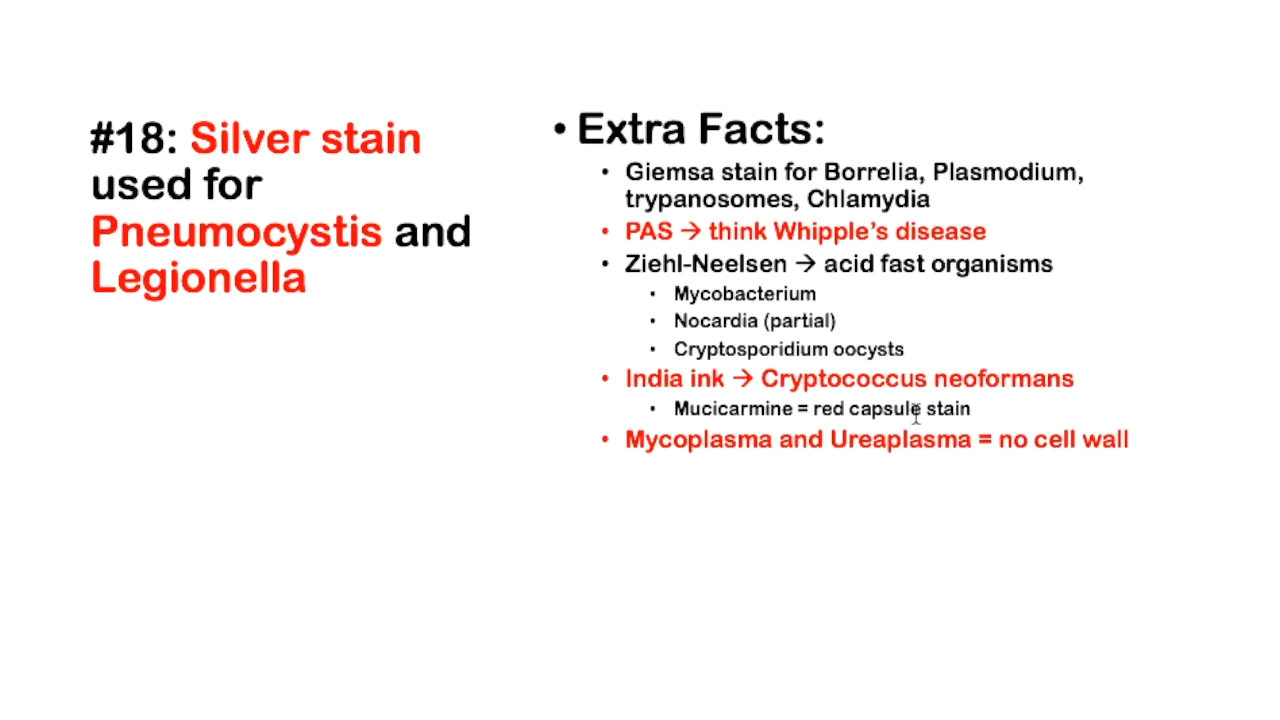 #18: Silver stain
used for
Pneumocystis and
Legionella
• Extra Facts:
• Giemsa stain for Borrelia, Plasmodium,
trypanosomes, Chlamydia
• PAS → think Whipple's disease
• Ziehl-Neelsen → acid fast organisms
• Mycobacterium
• Nocardia (partial)
• Cryptosporidium oocysts
• India ink → Cryptococcus neoformans
• Mucicarmine = red capsule stain
• Mycoplasma and Ureaplasma = no cell wall